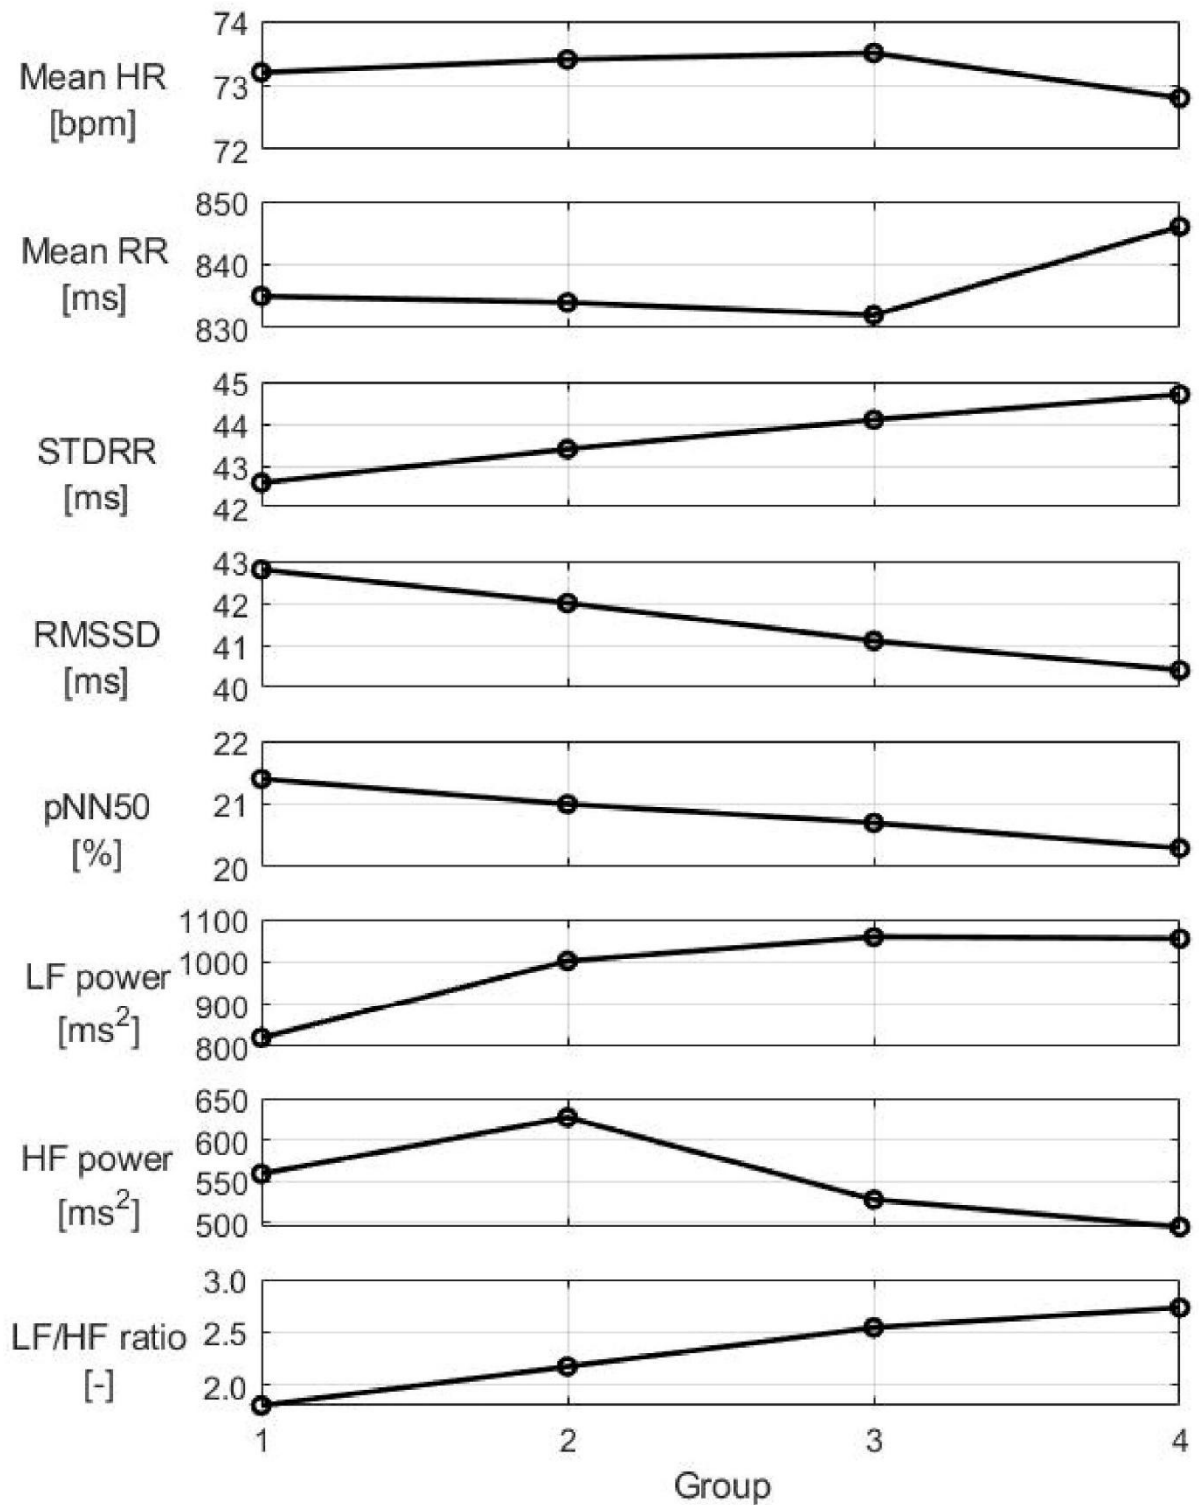 74
Mean HR
73
[bpm]
72
850
Mean RR
840
[ms]
830
45
44
STDRR
43
[ms]
42
43
42
RMSSD
41
[ms]
40
22
pNN50
21
[%]
20
1100
LF power
1000
900
[ms²]
800
650
600
HF power
550
[ms²]
500
3.0
LF/HF ratio
2.5
[-]
2.0
1 2 3 4
Group